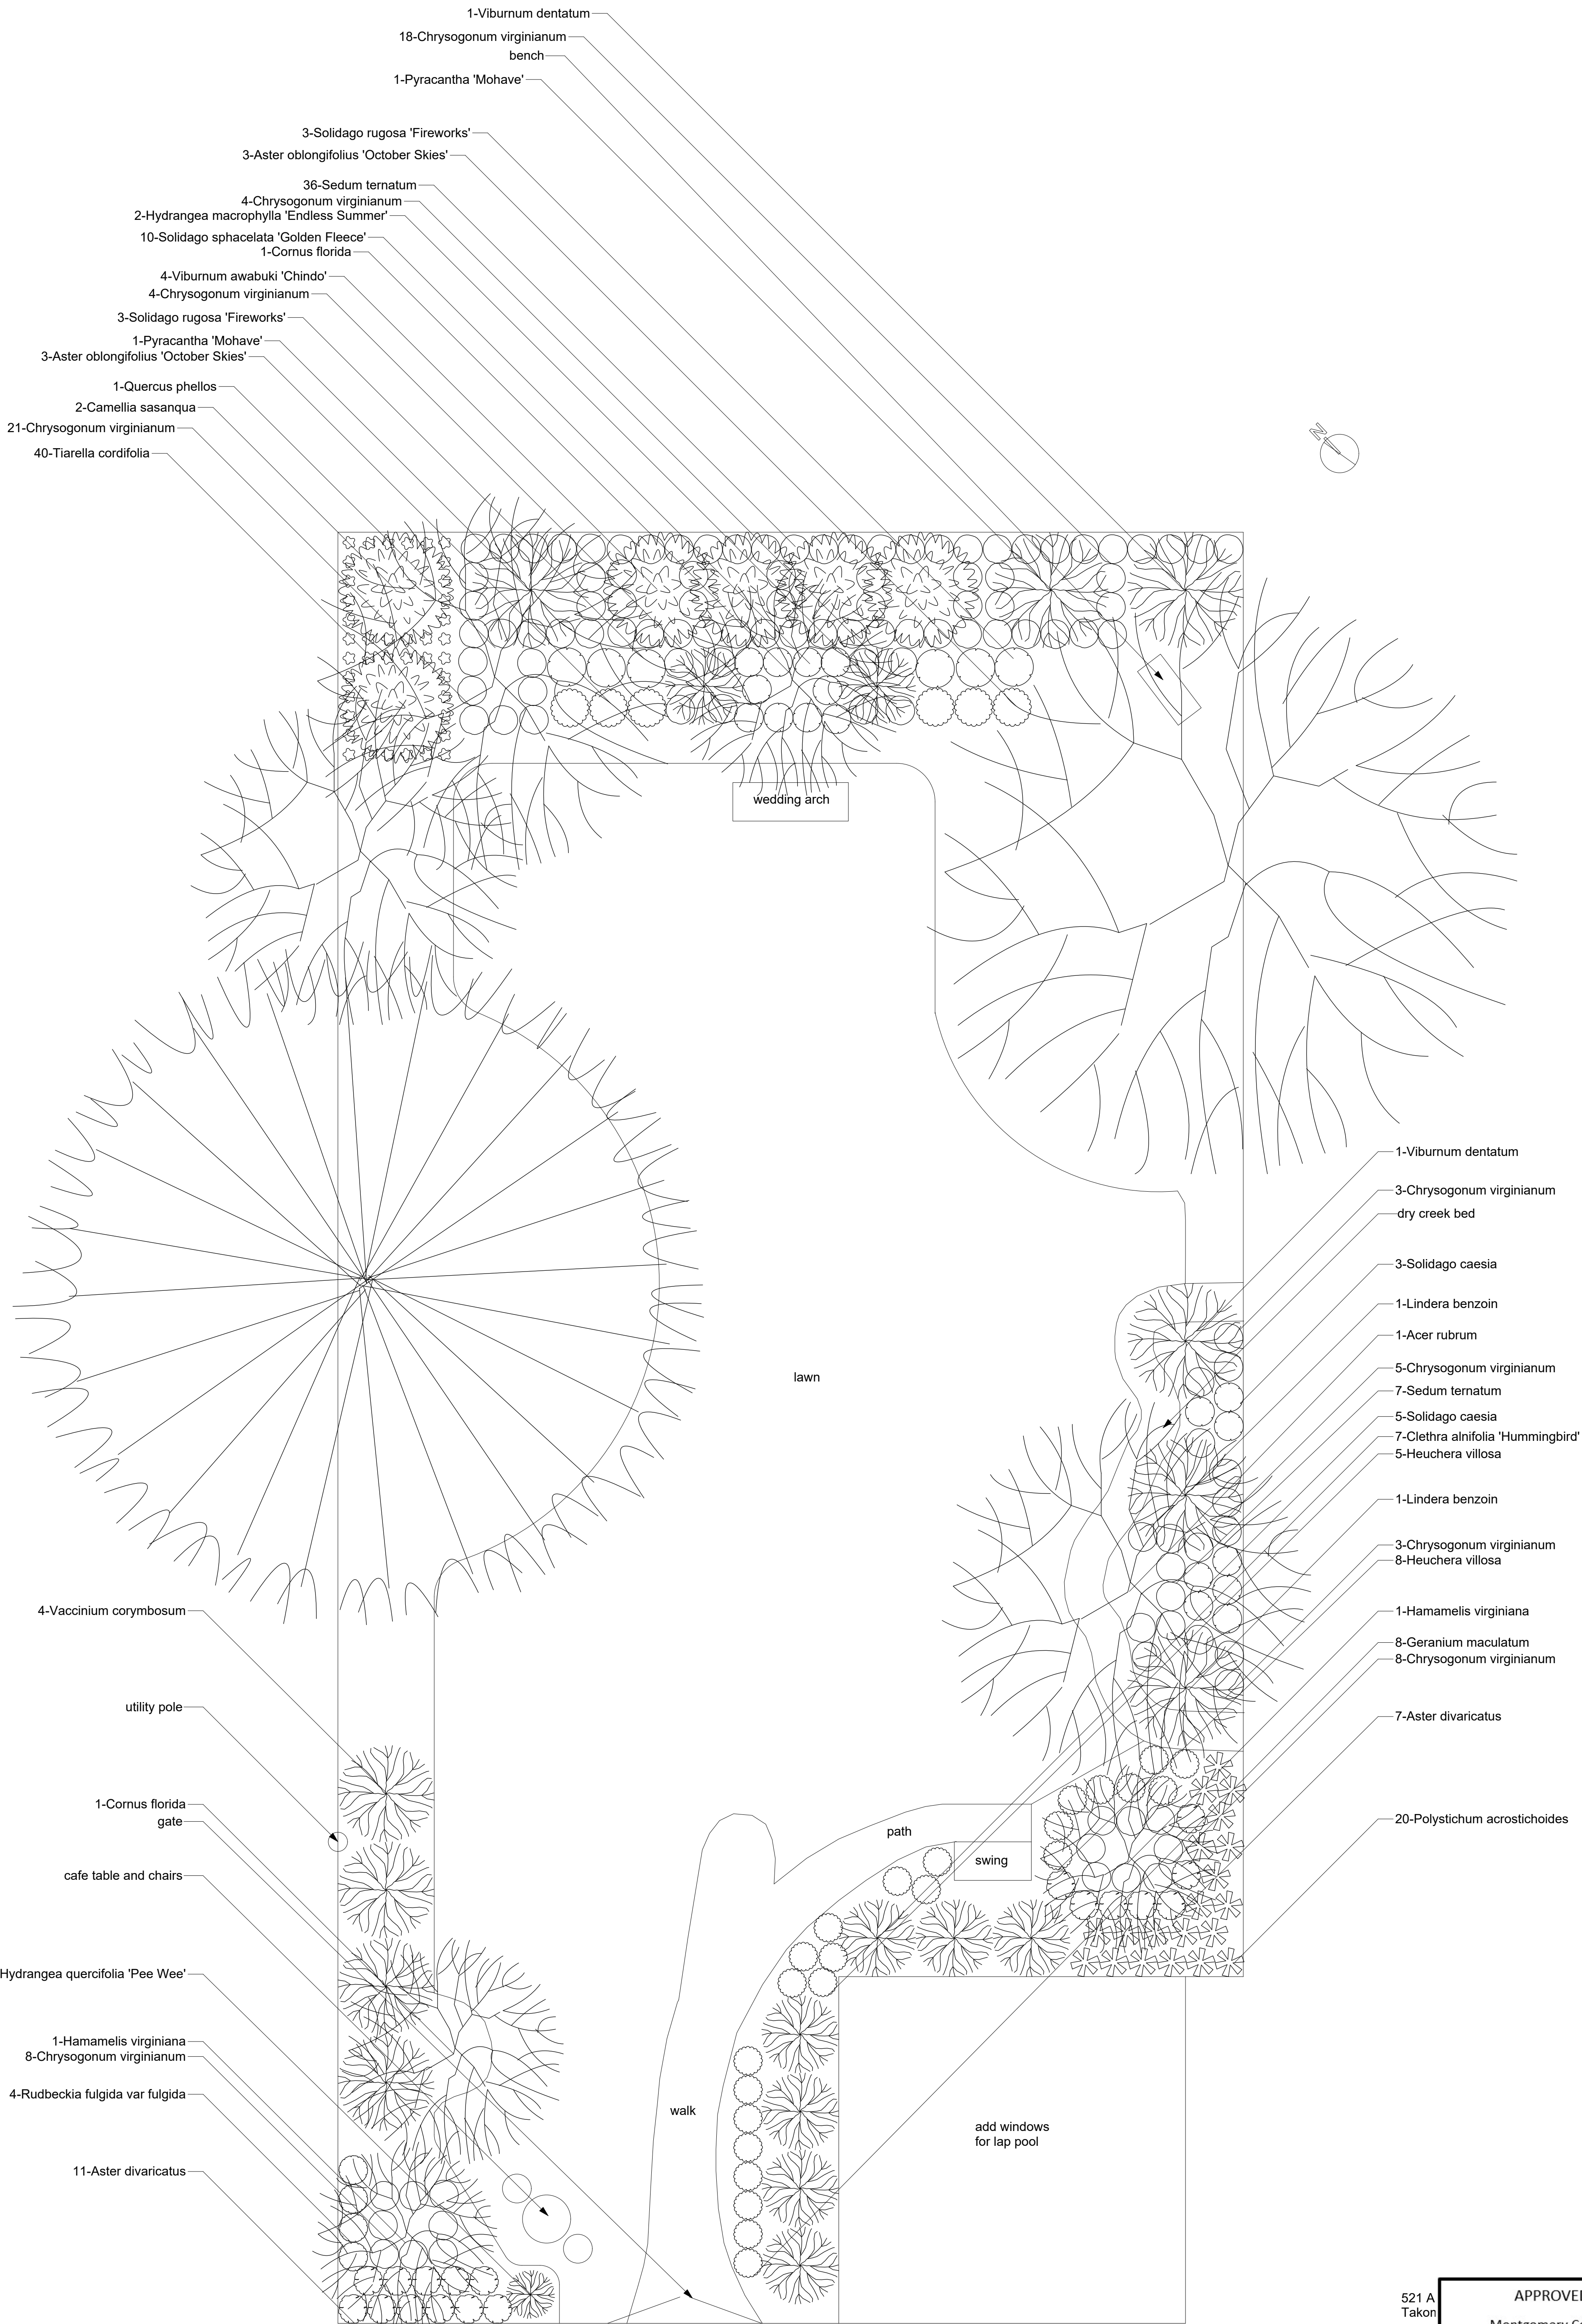 1-Viburnum dentatum
18-Chrysogonum virginianum
bench
1-Pyracantha 'Mohave'
3-Solidago rugosa 'Fireworks'
3-Aster oblongifolius 'October Skies'
36-Sedum ternatum
4-Chrysogonum virginianum
2-Hydrangea macrophylla 'Endless Summer'
10-Solidago sphacelata 'Golden Fleece'
1-Cornus florida
4-Viburnum awabuki 'Chindo'
4-Chrysogonum virginianum
3-Solidago rugosa 'Fireworks'
1-Pyracantha 'Mohave'
3-Aster oblongifolius 'October Skies'
1-Quercus phellos
2-Camellia sasanqua
21-Chrysogonum virginianum
40-Tiarella cordifolia
N
wedding arch
1-Viburnum dentatum
3-Chrysogonum virginianum
dry creek bed
3-Solidago caesia
1-Lindera benzoin
1-Acer rubrum
5-Chrysogonum virginianum
7-Sedum ternatum
5-Solidago caesia
7-Clethra alnifolia 'Hummingbird'
5-Heuchera villosa
1-Lindera benzoin
3-Chrysogonum virginianum
8-Heuchera villosa
1-Hamamelis virginiana
8-Geranium maculatum
8-Chrysogonum virginianum
7-Aster divaricatus
20-Polystichum acrostichoides
lawn
4-Vaccinium corymbosum
utility pole
1-Cornus florida
gate
cafe table and chairs
Hydrangea quercifolia 'Pee Wee'
1-Hamamelis virginiana
8-Chrysogonum virginianum
4-Rudbeckia fulgida var fulgida
11-Aster divaricatus
path
swing
walk
add windows
for lap pool
521 A
Takon
APPROVE